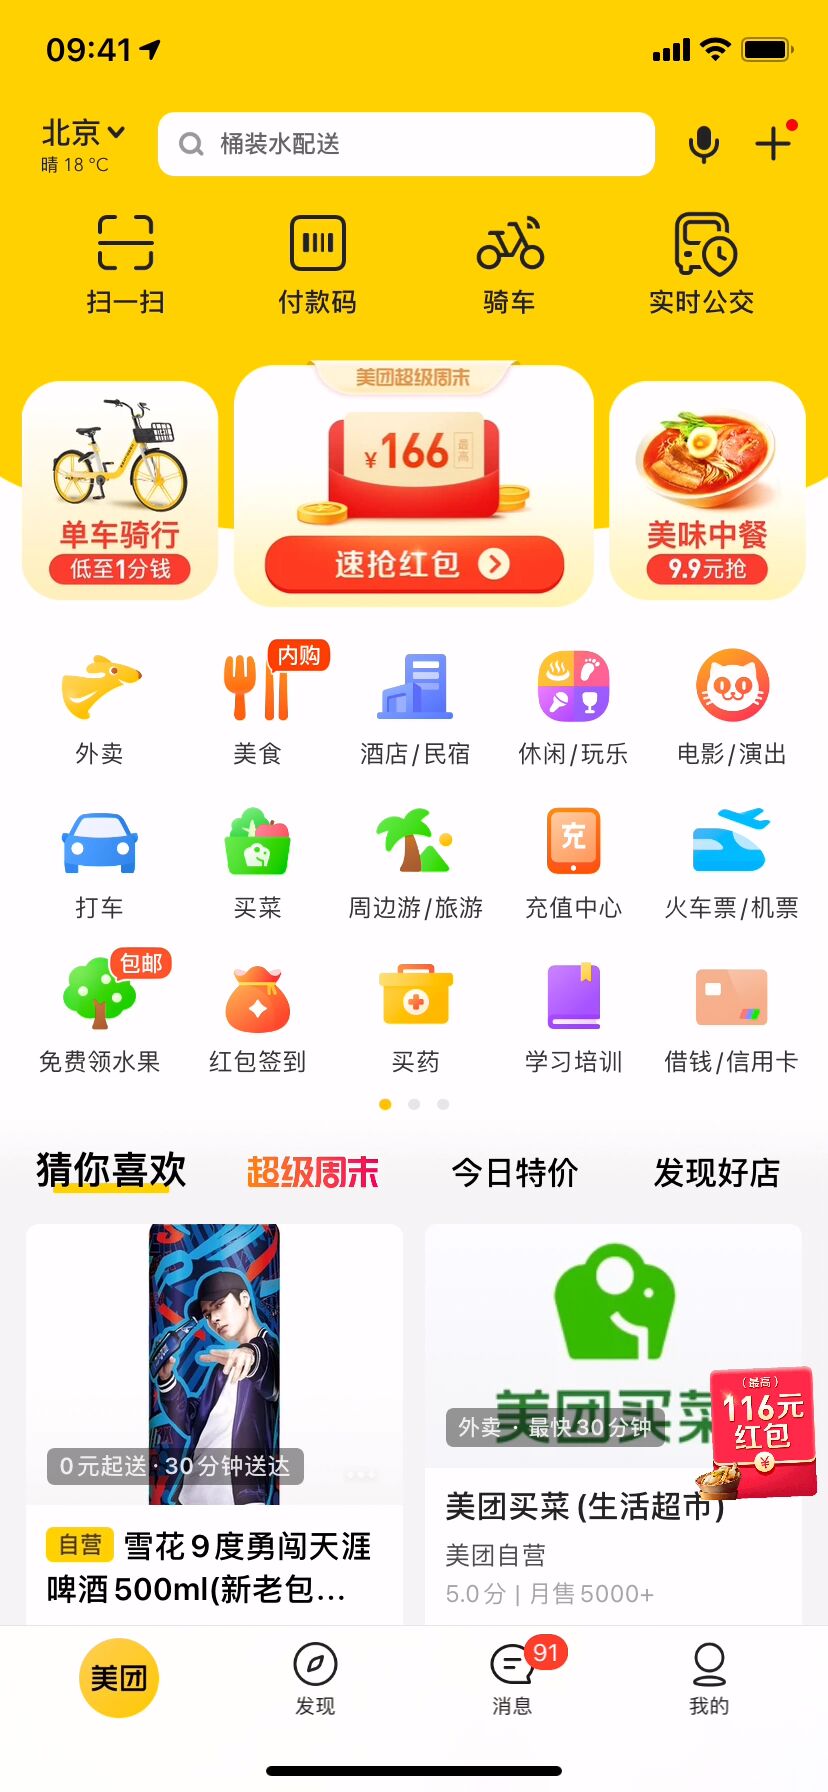 09:41
北京
晴 18 °C
桶装水配送
扫一扫
付款码
骑车
实时公交
美团超级周末
¥166
最高
单车骑行
低至1分钱
速抢红包
美味中餐
9.9元抢
外卖
内购
美食
酒店/民宿
休闲/玩乐
电影/演出
打车
买菜
周边游/旅游
充
充值中心
火车票/机票
包邮
免费领水果
红包签到
买药
学习培训
借钱/信用卡
猜你喜欢
超级周末
今日特价
发现好店
0元起送·30分钟送达
自营 雪花9度勇闯天涯
啤酒500ml(新老包...
美团买菜
外卖·最快30分钟
美团买菜(生活超市)
美团自营
5.0分 | 月售5000+
(最高)
116元
红包
¥
美团
发现
91
消息
我的